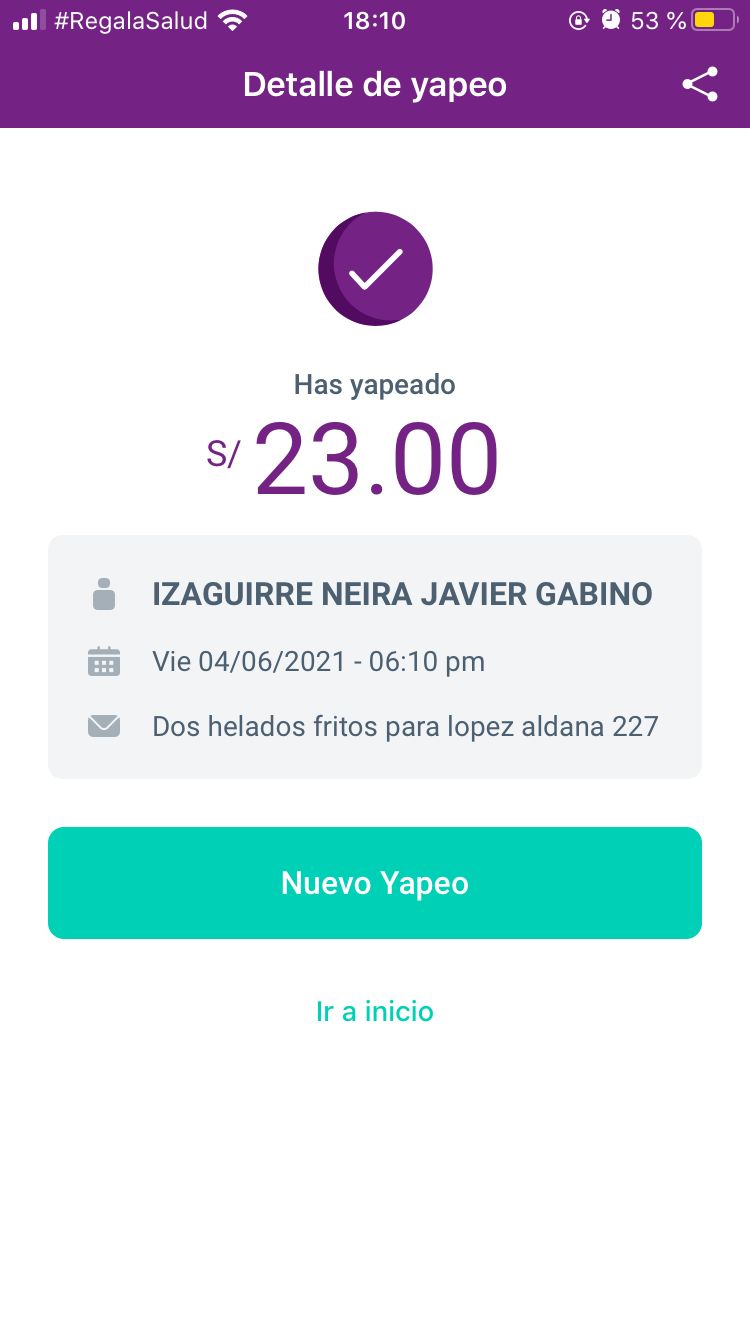 #RegalaSalud 18:10 53 %
Detalle de yapeo
Has yapeado
S/ 23.00
IZAGUIRRE NEIRA JAVIER GABINO
Vie 04/06/2021 - 06:10 pm
Dos helados fritos para lopez aldana 227
Nuevo Yapeo
Ir a inicio